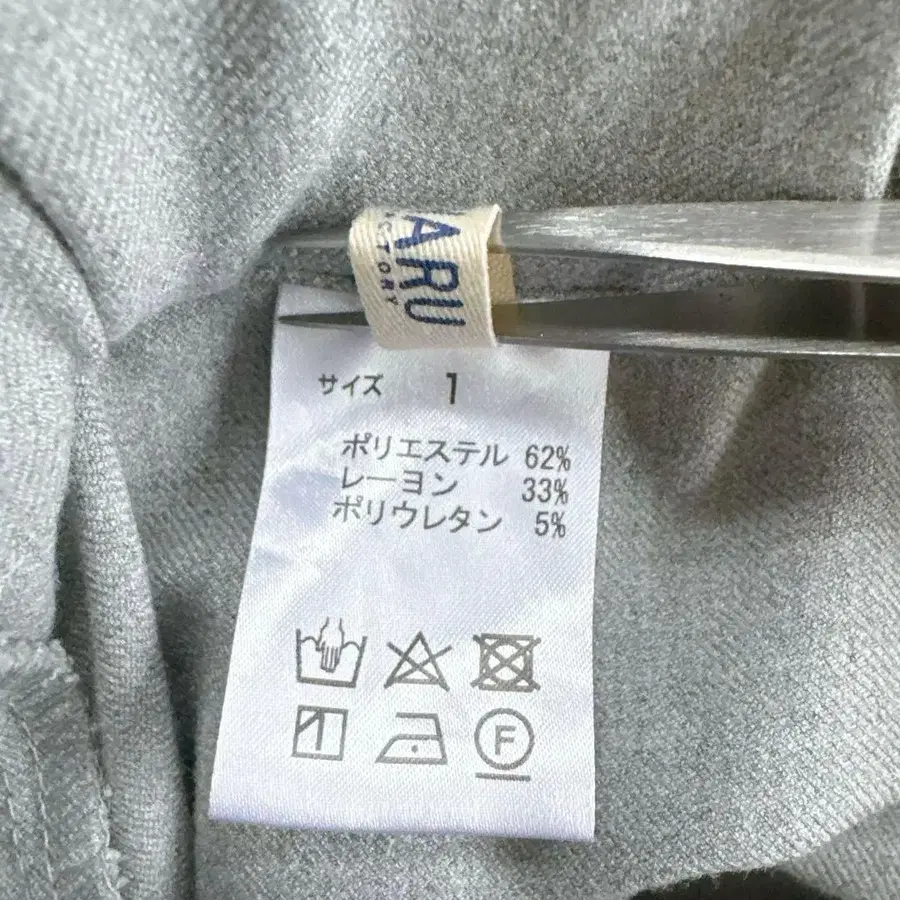 ARU
CTORY
サイズ 1
ポリエステル 62%
レーヨン 33%
ポリウレタン 5%
F